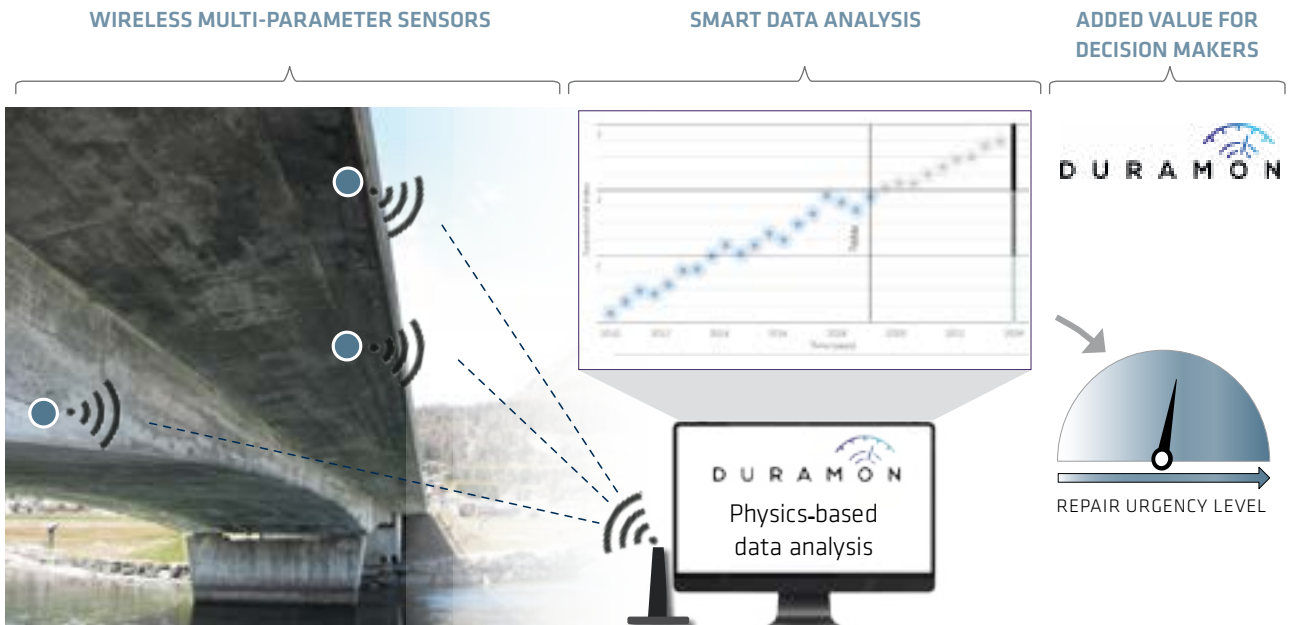 WIRELESS MULTI-PARAMETER SENSORS
SMART DATA ANALYSIS
ADDED VALUE FOR
DECISION MAKERS
DURAMON
DURAMON
Physics-based
data analysis
REPAIR URGENCY LEVEL